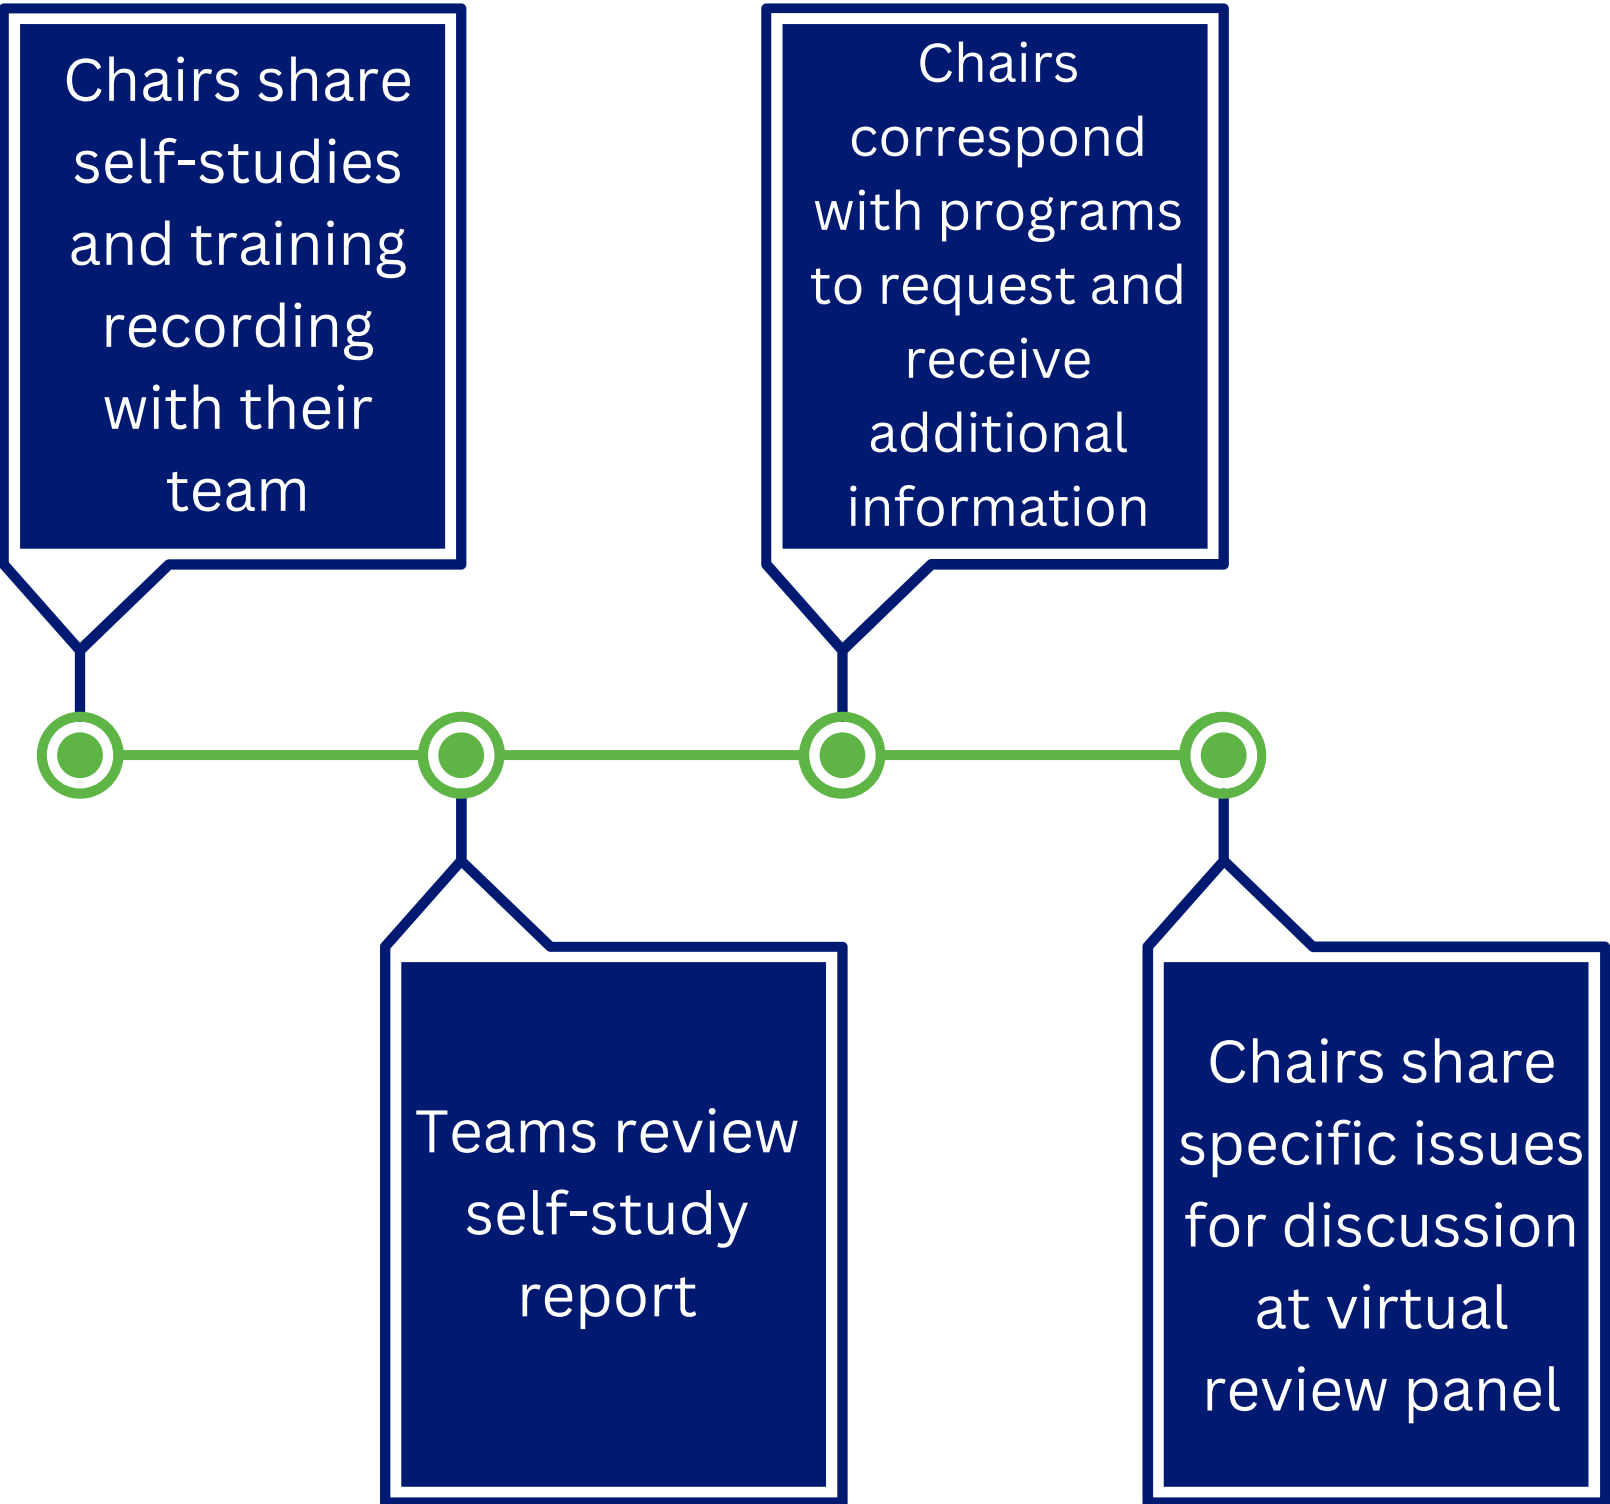 Chairs share
self-studies
and training
recording
with their
team
Teams review
self-study
report
Chairs
correspond
with programs
to request and
receive
additional
information
Chairs share
specific issues
for discussion
at virtual
review panel